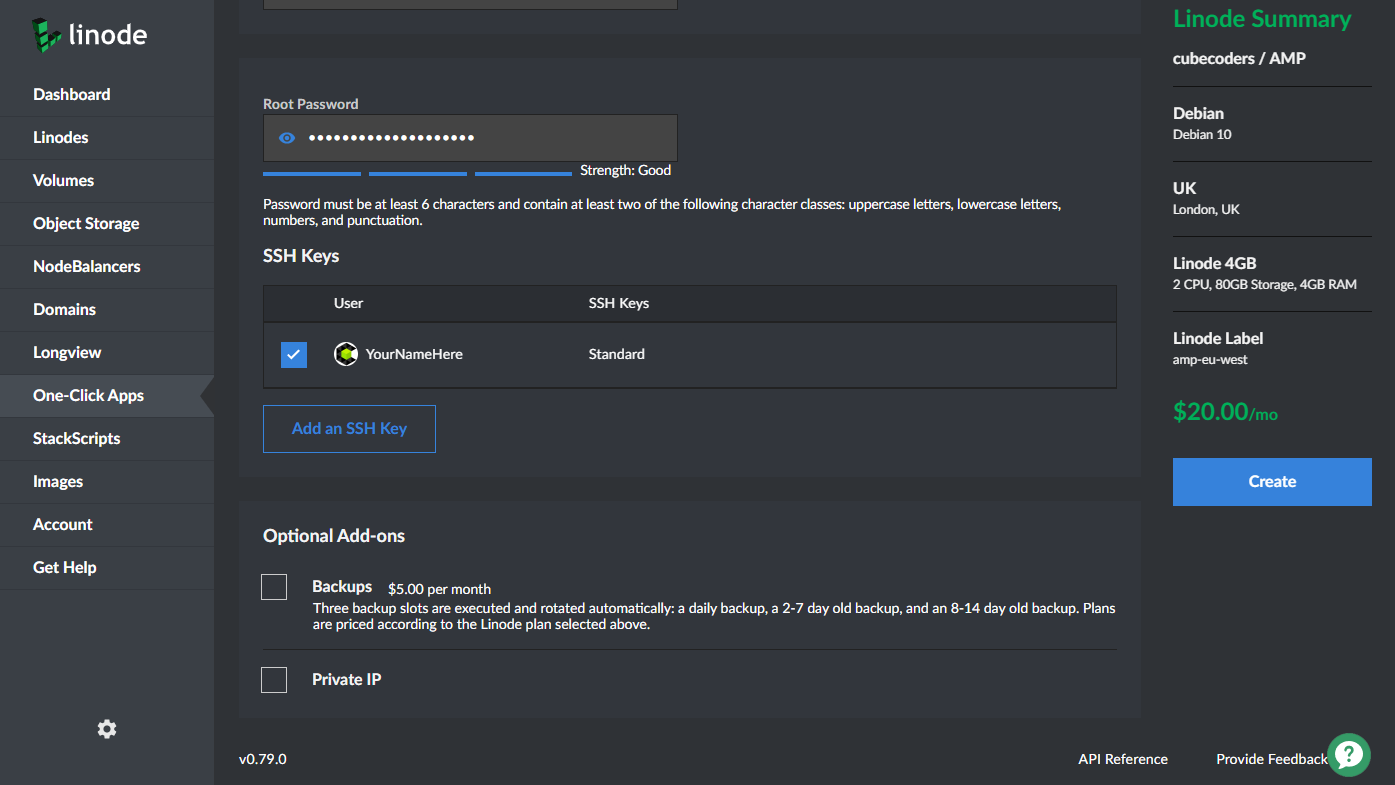 linode
Dashboard
Linodes
Volumes
Object Storage
NodeBalancers
Domains
Longview
One-Click Apps
StackScripts
Images
Account
Get Help
Root Password
Strength: Good
Password must be at least 6 characters and contain at least two of the following character classes: uppercase letters, lowercase letters,
numbers, and punctuation.
SSH Keys
User SSH Keys
YourNameHere Standard
Add an SSH Key
Optional Add-ons
Backups $5.00 per month
Three backup slots are executed and rotated automatically: a daily backup, a 2-7 day old backup, and an 8-14 day old backup. Plans
are priced according to the Linode plan selected above.
Private IP
Linode Summary
cubecoders / AMP
Debian
Debian 10
UK
London, UK
Linode 4GB
2 CPU, 80GB Storage, 4GB RAM
Linode Label
amp-eu-west
$20.00/mo
Create
v0.79.0 API Reference Provide Feedback
?